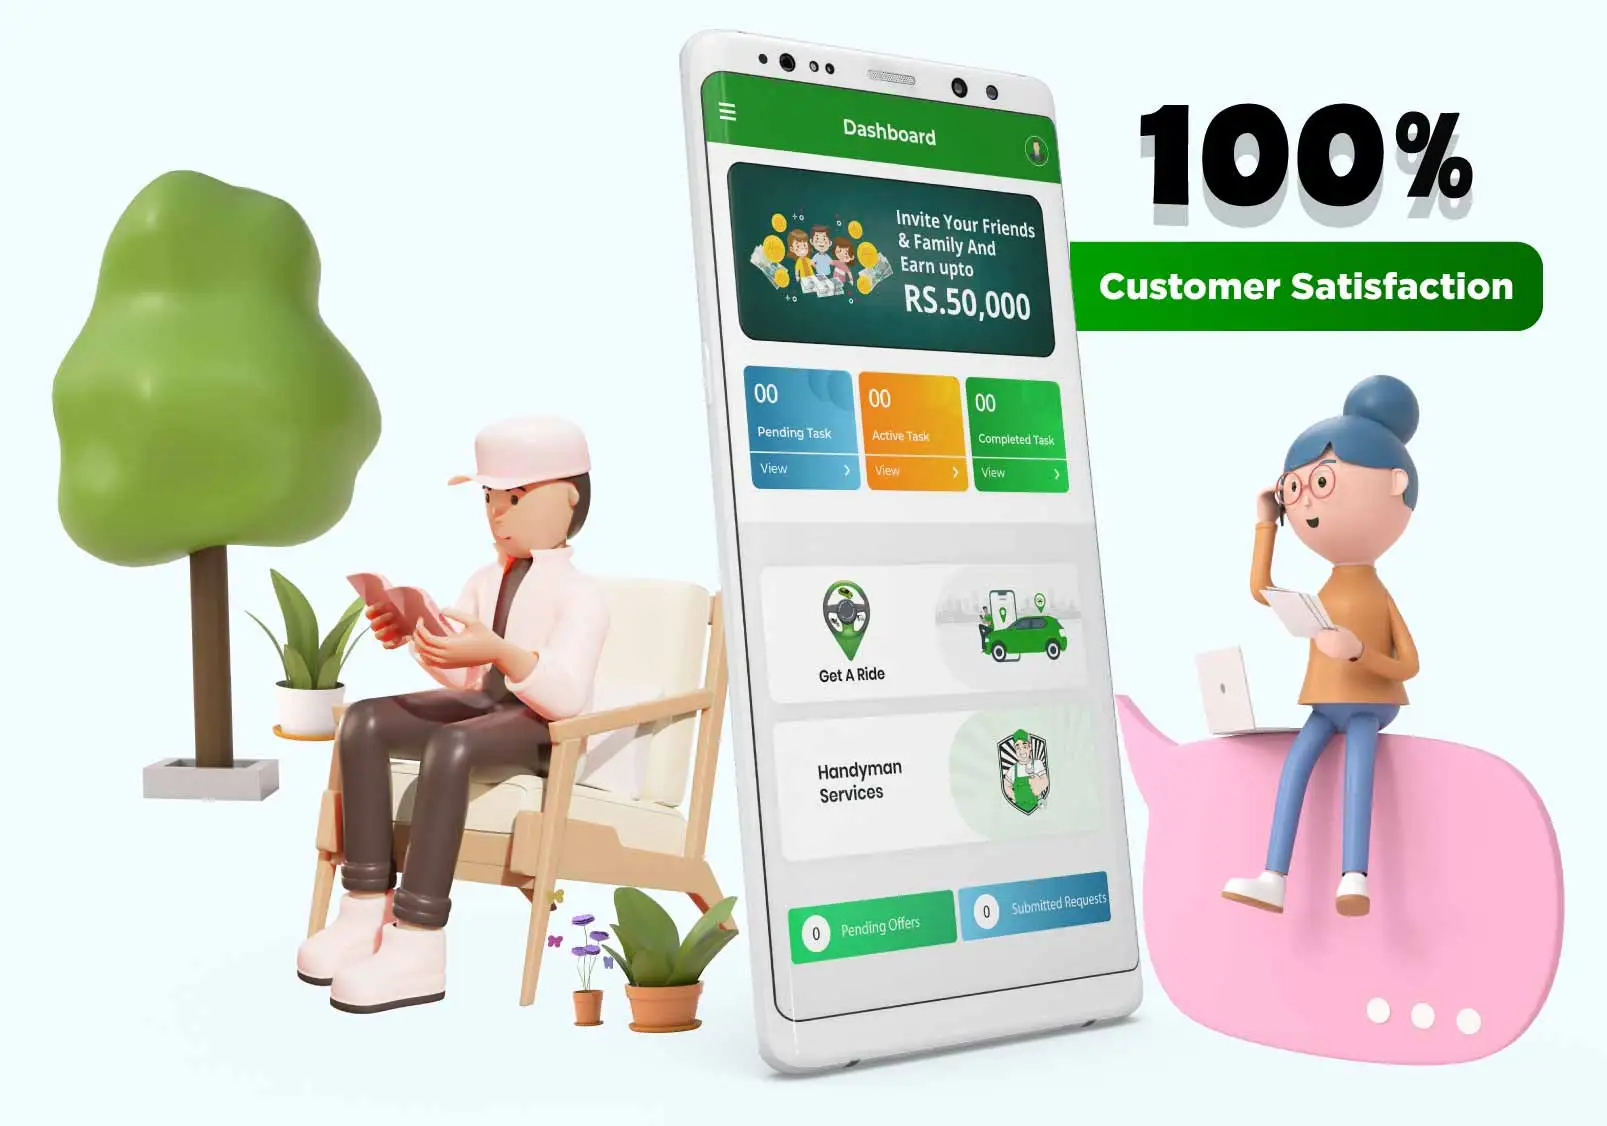 100%
Customer Satisfaction
Dashboard
Invite Your Friends
& Family And
Earn upto
RS.50,000
00
Pending Task
View
00
Active Task
View
00
Completed Task
View
Get A Ride
Handyman
Services
0 Pending Offers
0 Submitted Requests